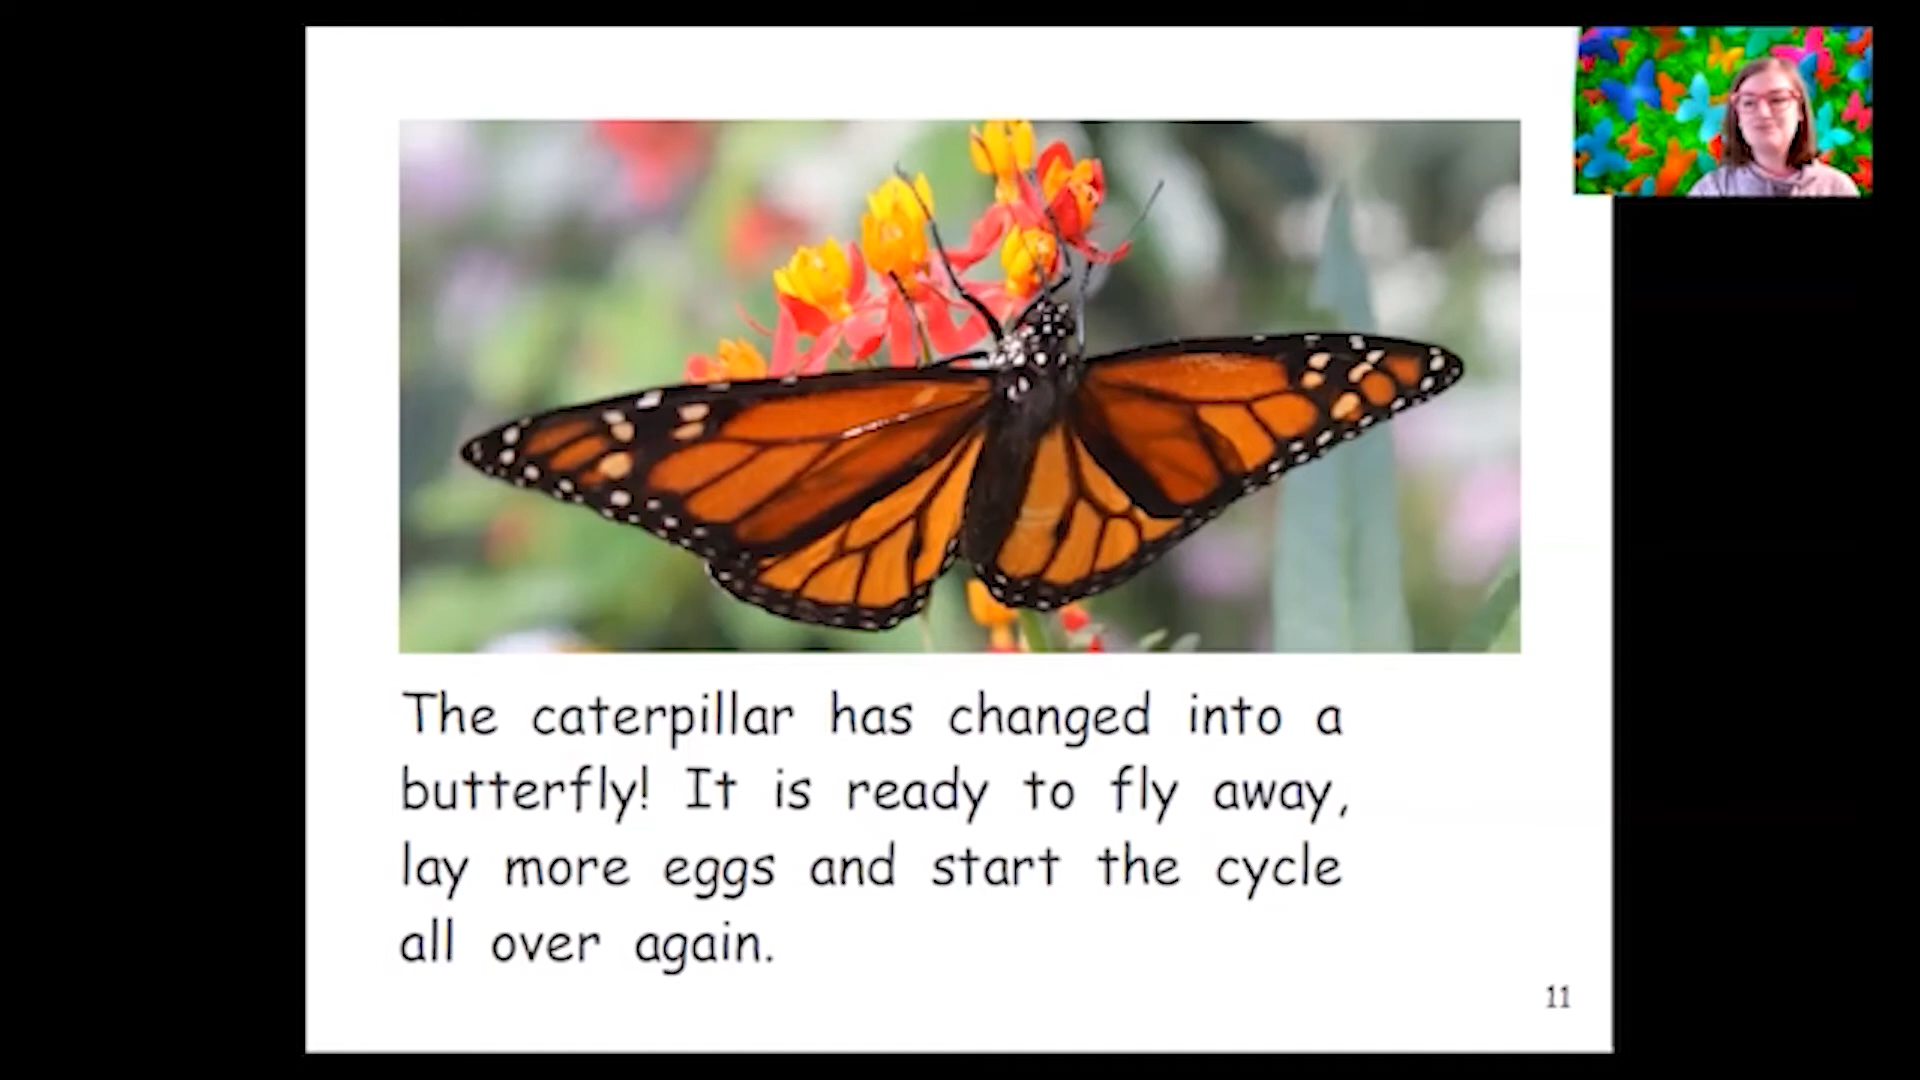 The caterpillar has changed into a
butterfly! It is ready to fly away,
lay more eggs and start the cycle
all over again.
11